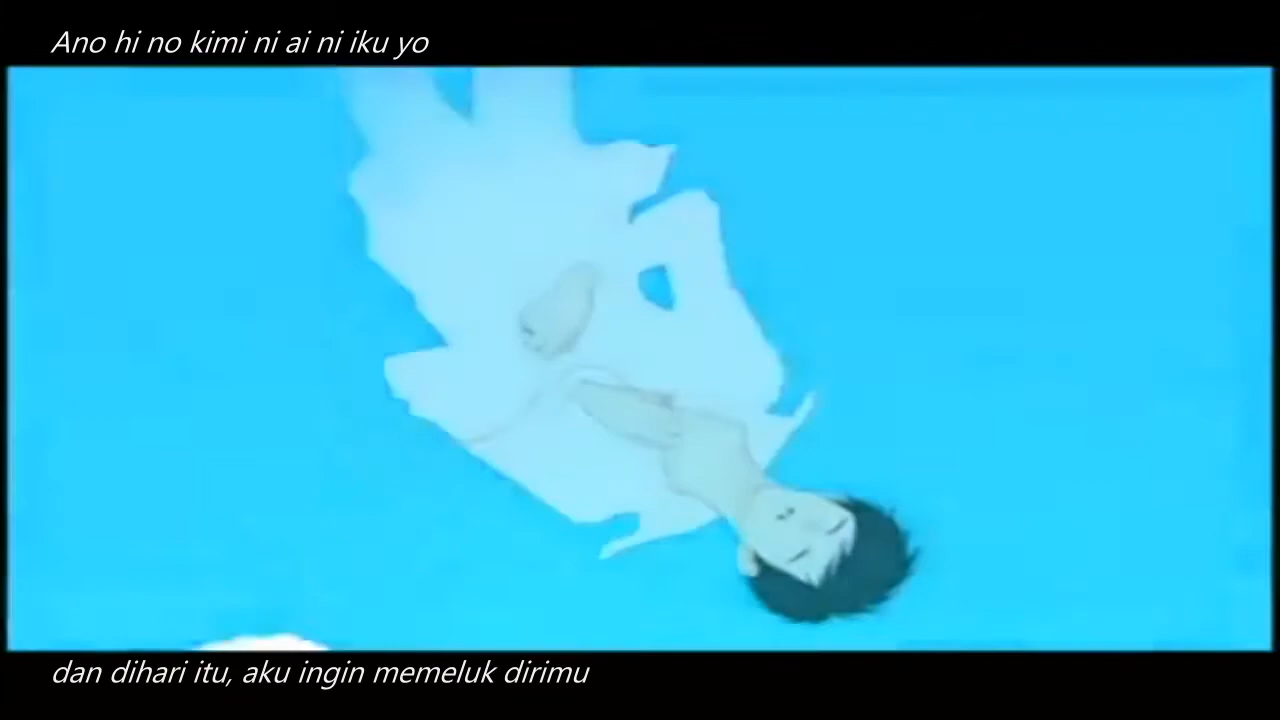 Ano hi no kimi ni ai ni iku yo
dan dihari itu, aku ingin memeluk dirimu